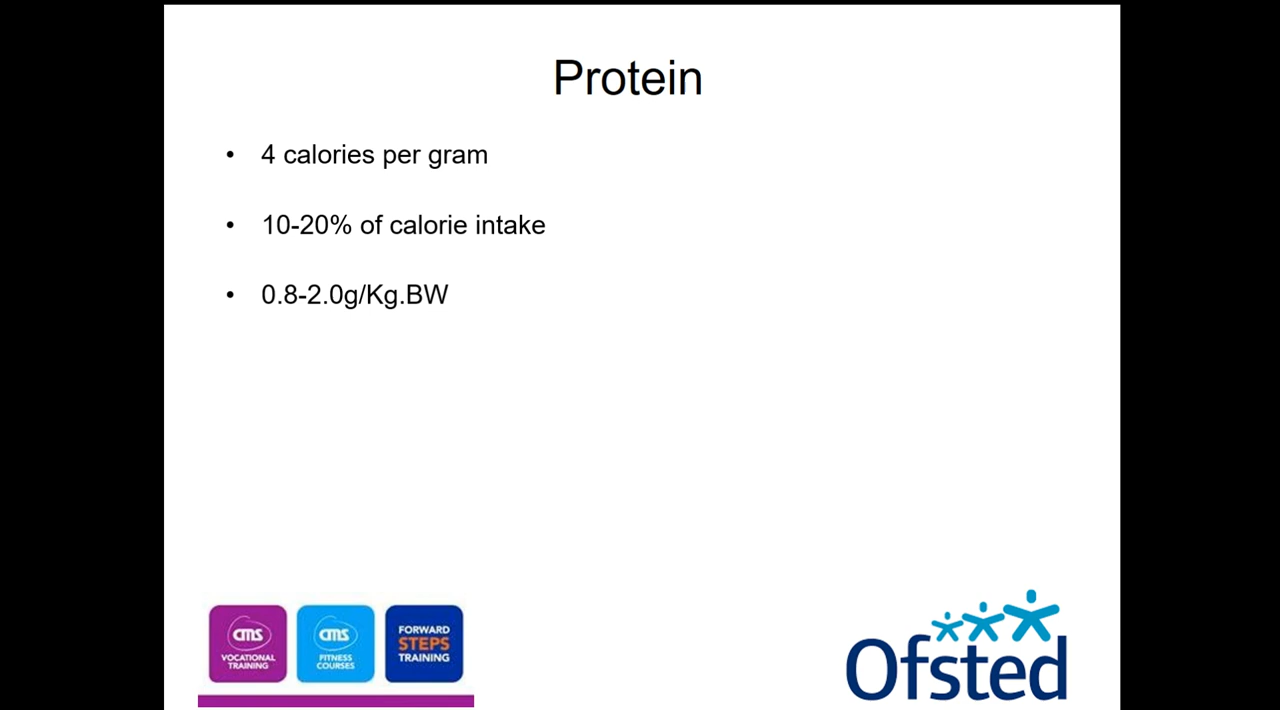 Protein
• 4 calories per gram
• 10-20% of calorie intake
• 0.8-2.0g/Kg.BW
cms
VOCATIONAL
TRAINING
cms
FITNESS
COURSES
FORWARD
STEPS
TRAINING
Ofsted